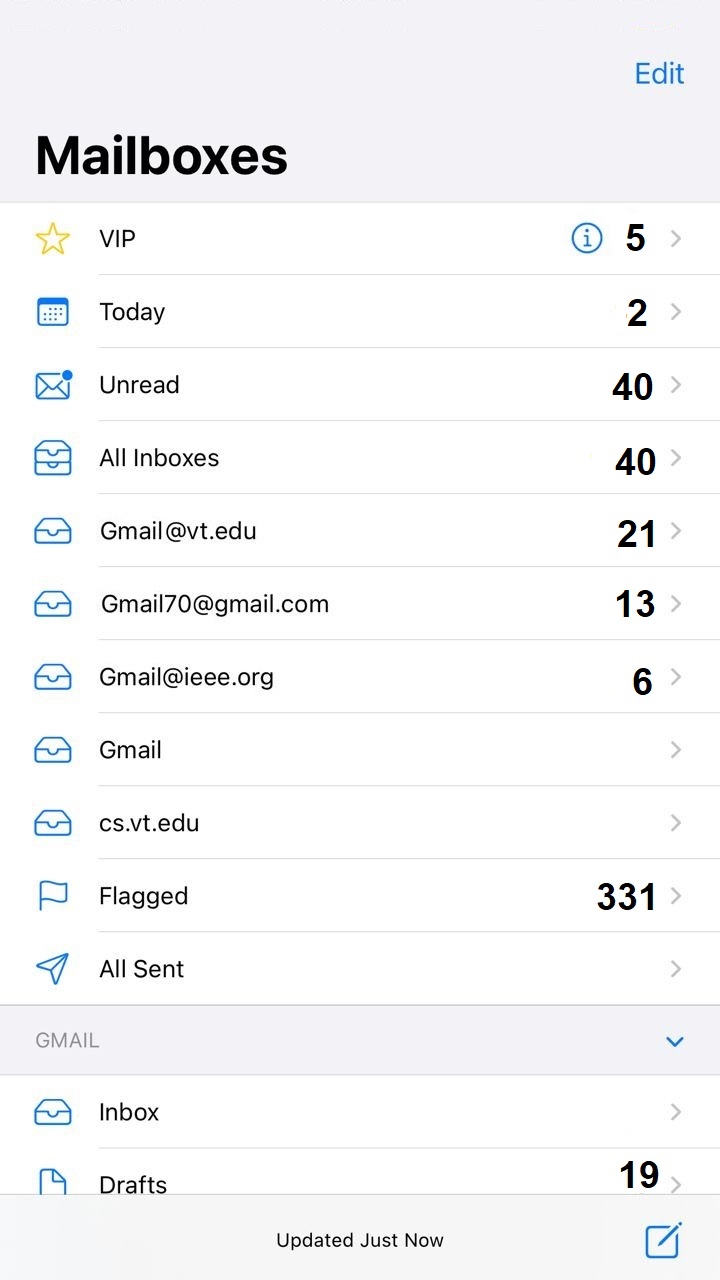 Edit
Mailboxes
VIP 5
Today 2
Unread 40
All Inboxes 40
Gmail@vt.edu 21
Gmail70@gmail.com 13
Gmail@ieee.org 6
Gmail
cs.vt.edu
Flagged 331
All Sent
GMAIL
Inbox
Drafts 19
Updated Just Now